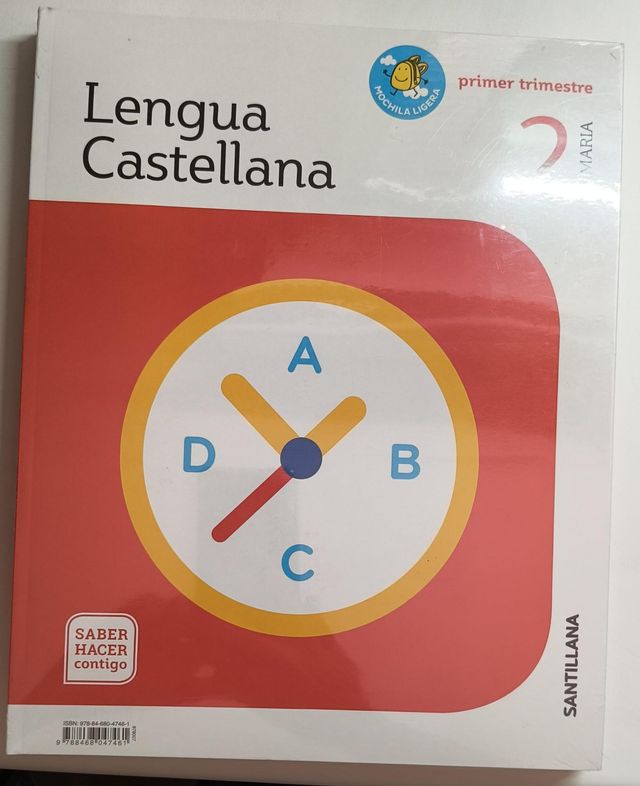 Lengua
Castellana
MOCHILA LIGERA
primer trimestre
2
MARIA
A
B
C
D
SABER
HACER
contigo
SANTILLANA
ISBN: 978-84-680-4746-1
9 788468 047461